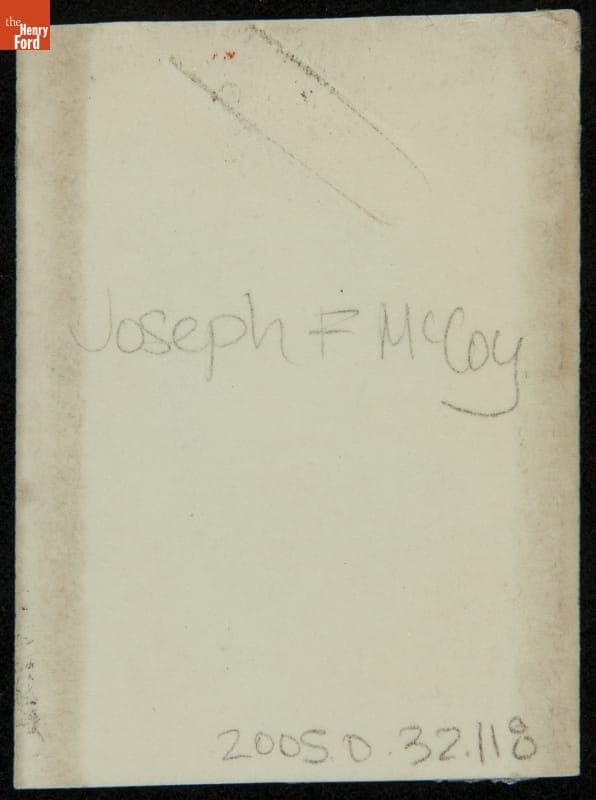 the
Henry
Ford
Joseph F McCoy
2005.0.32.118